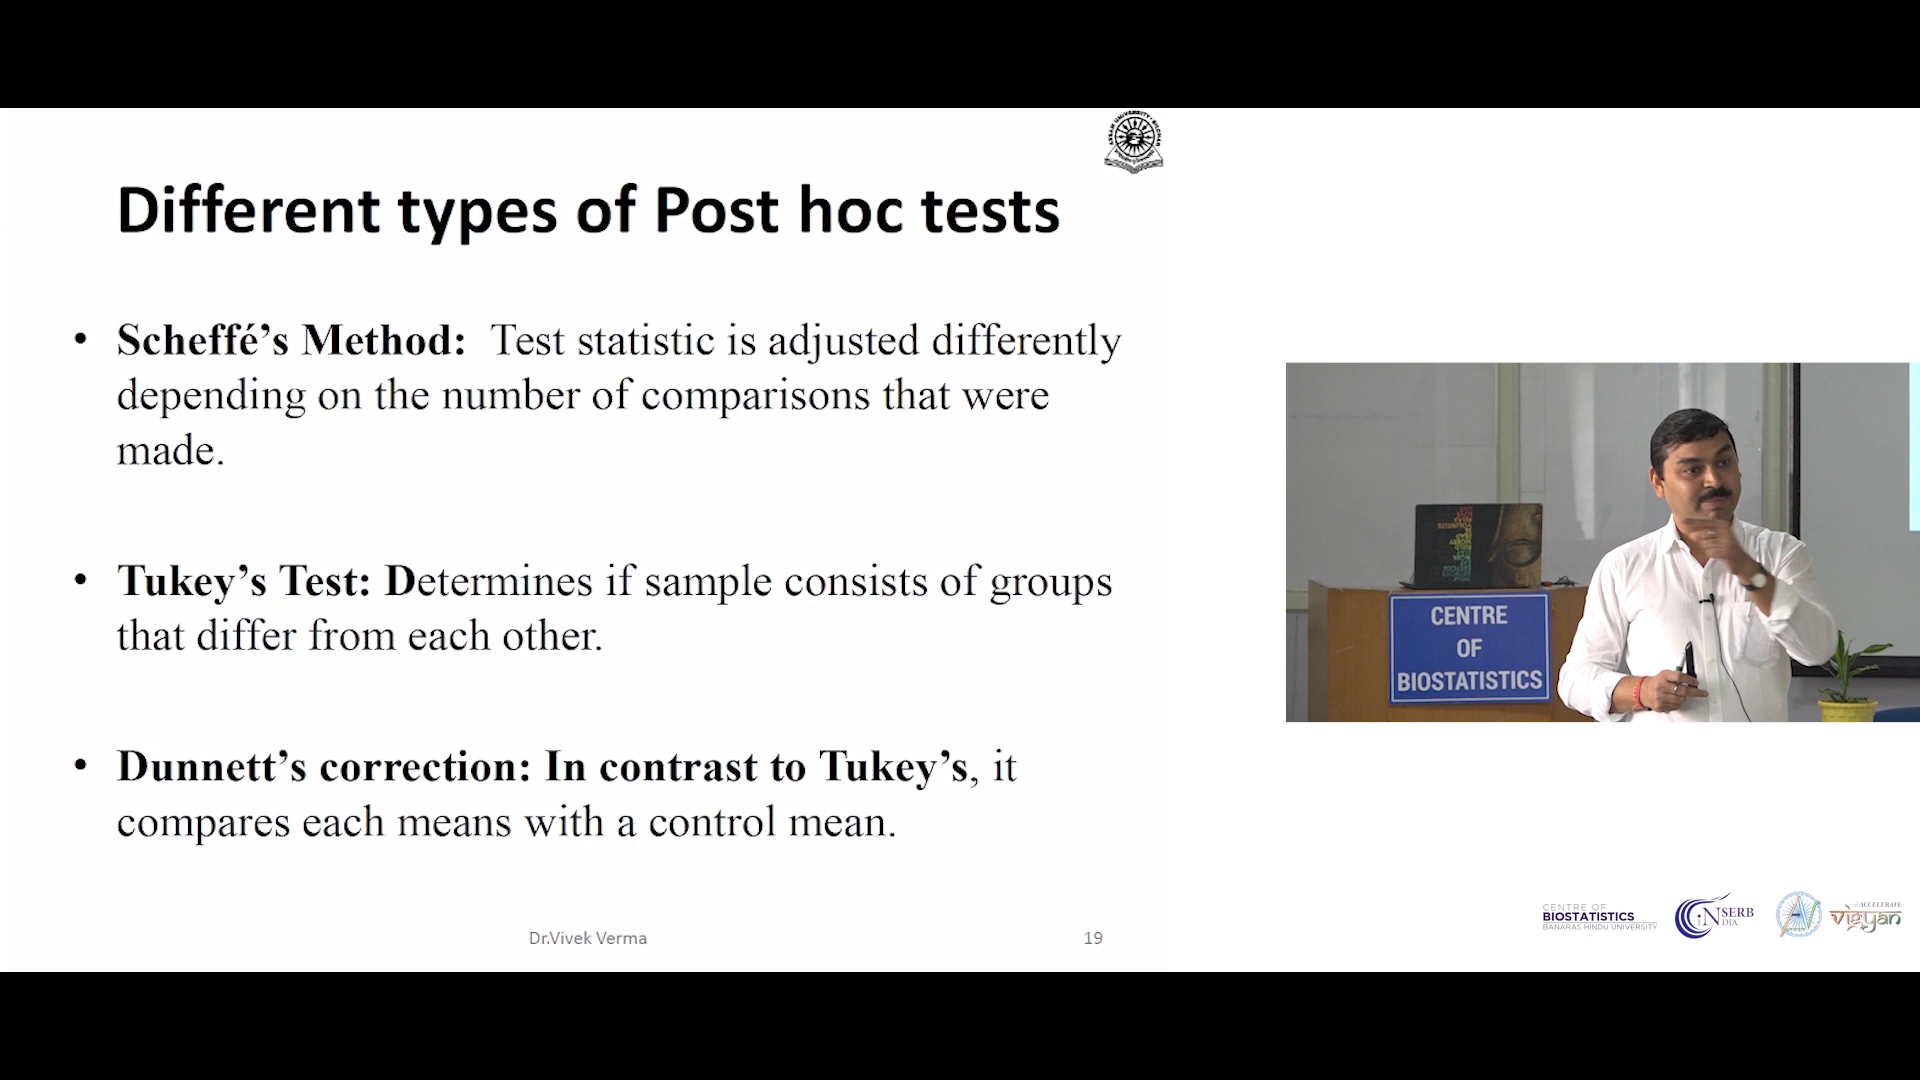 Different types of Post hoc tests
• Scheffé’s Method: Test statistic is adjusted differently
depending on the number of comparisons that were
made.
• Tukey’s Test: Determines if sample consists of groups
that differ from each other.
• Dunnett’s correction: In contrast to Tukey’s, it
compares each means with a control mean.
Dr.Vivek Verma
19
CENTRE
OF
BIOSTATISTICS
CENTRE OF
BIOSTATISTICS
BANARAS HINDU UNIVERSITY
SERB
ACCELERATE
vigyan